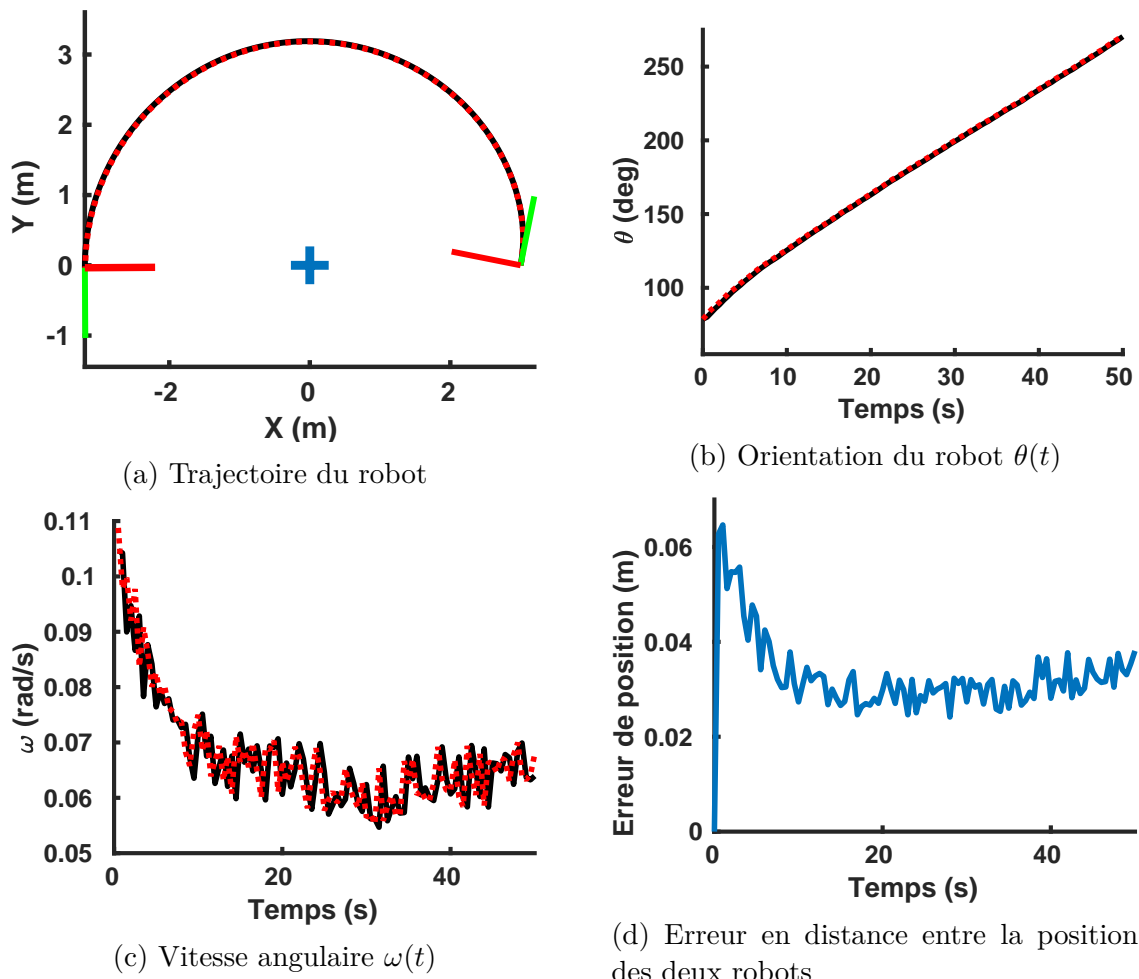 3
2
1
0
-1
Y (m)
-2
0
2
X (m)
(a) Trajectoire du robot
250
200
150
100
θ (deg)
0
10
20
30
40
50
Temps (s)
(b) Orientation du robot θ(t)
0.11
0.1
0.09
0.08
0.07
0.06
0.05
ω (rad/s)
0
20
40
Temps (s)
(c) Vitesse angulaire ω(t)
0.06
0.04
0.02
0
Erreur de position (m)
0
20
40
Temps (s)
(d) Erreur en distance entre la position
des deux robots